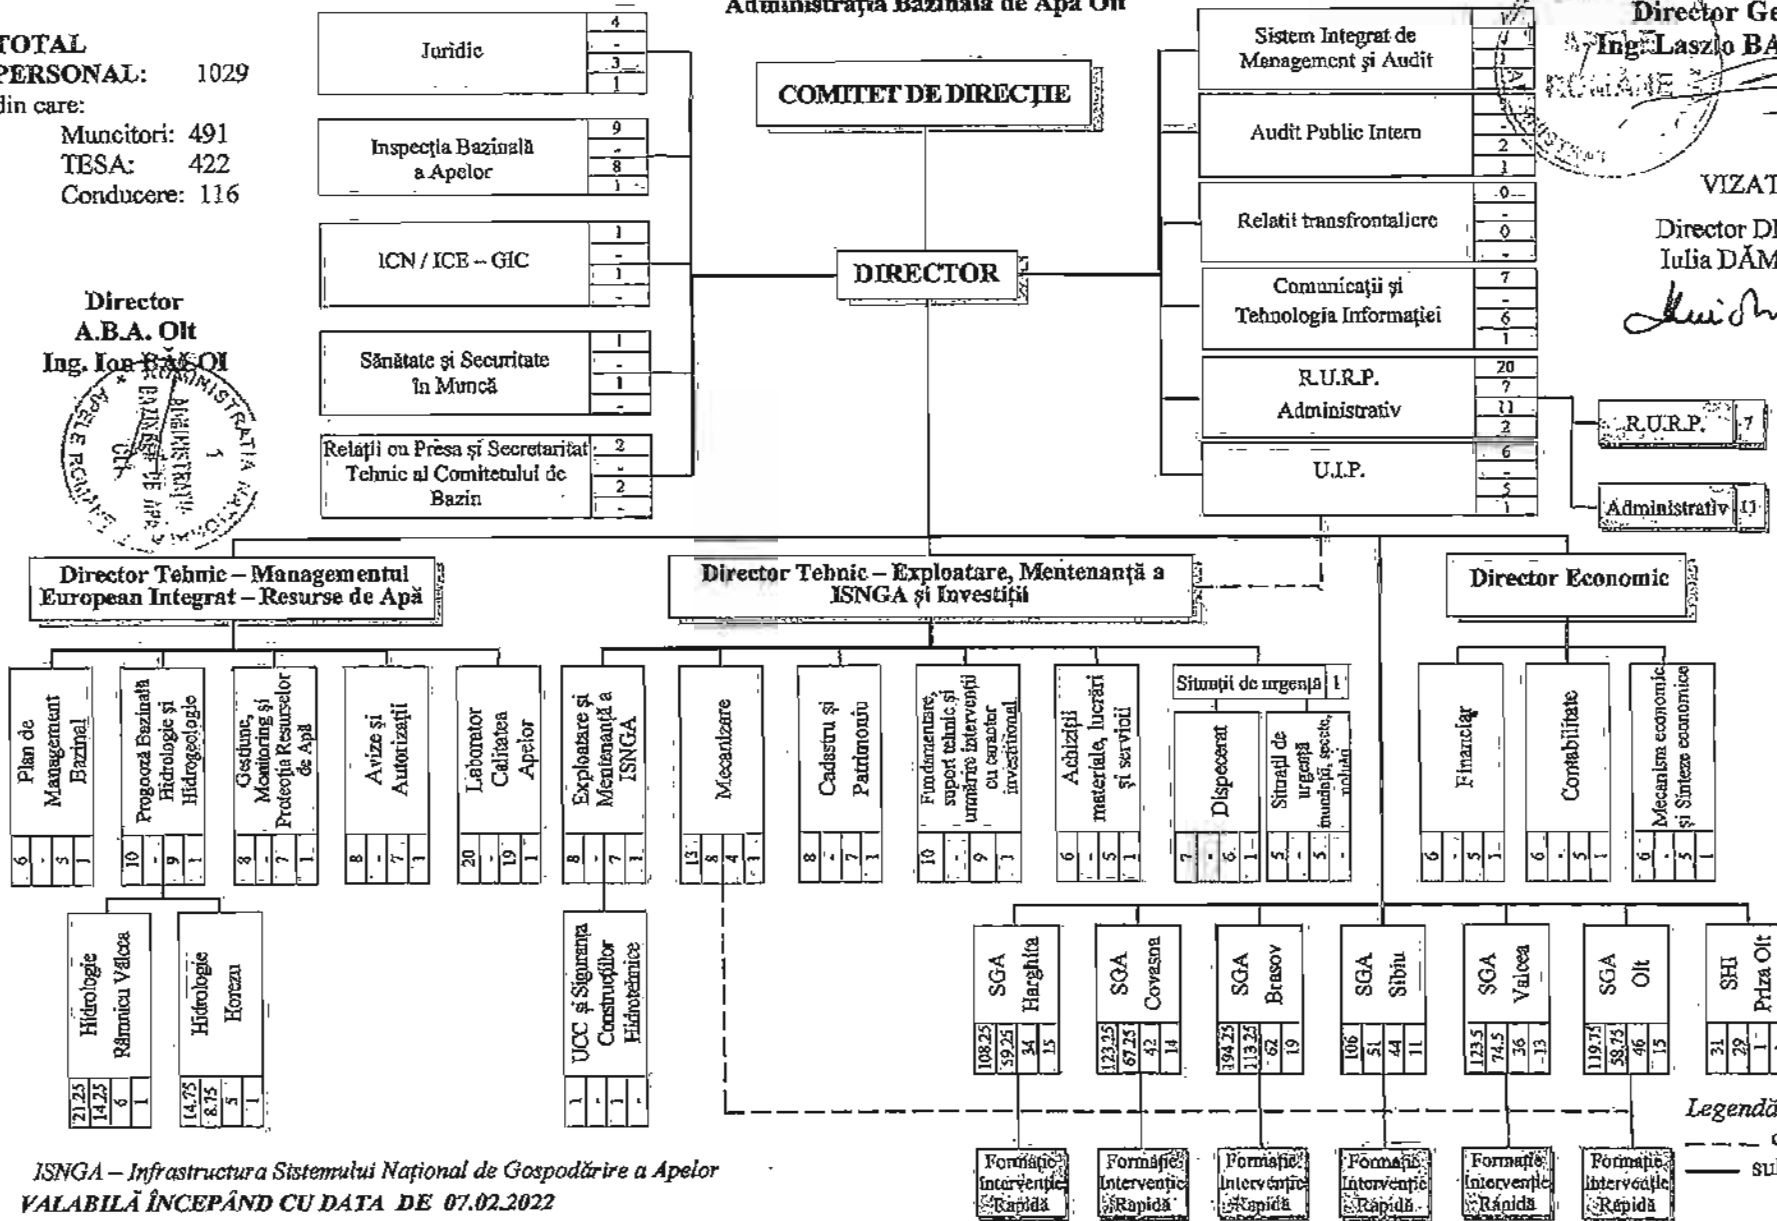 Administrația Bazinală de Apă Olt
TOTAL
PERSONAL: 1029
din care:
Muncitori: 491
TESA: 422
Conducere: 116
Director
A.B.A. Olt
Juridic
4
-
3
1
Inspecția Bazinală
a Apelor
9
-
8
1
ICN / ICE – GIC
1
-
1
-
Sănătate și Securitate
în Muncă
1
-
1
-
Relații cu Presa și Secretariat
Tehnic al Comitetului de
Bazin
2
-
2
-
COMITET DE DIRECȚIE
DIRECTOR
Sistem Integrat de
Management și Audit
Audit Public Intern
-
2
1
Relatii transfrontaliere
0
-
0
-
Comunicații și
Tehnologia Informației
7
-
6
1
R.U.R.P.
Administrativ
20
7
11
2
U.I.P.
6
-
5
1
R.U.R.P. 7
Administrativ 11
Ing. Laszlo
ROMÂNE
VIZAT
Director
Iulia
Director Tehnic – Managementul
European Integrat – Resurse de Apă
Director Tehnic – Exploatare, Mentenanță a
ISNGA și Investiții
Director Economic
Plan de
Management
Bazinal
6
-
5
1
Progooză Bazinală
Hidrologie și
Hidrogeologie
10
-
9
1
Gestiune,
Monitoring și
Protecția Resurselor
de Apă
8
-
7
1
Avize și
Autorizații
8
-
7
1
Laborator
Calitatea
Apelor
20
-
19
1
Exploatare și
Mentenanță a
ISNGA
8
-
7
1
Mecanizare
13
8
4
1
Cadastru și
Patrimoniu
8
-
7
1
Fundamentare,
suport tehnic și
urmărire intervenții
cu caracter
investițional
10
-
9
1
Achiziții
materiale, lucrări
și servicii
6
-
5
1
Situații de urgență 1
Dispecerat
7
-
6
1
Situații de
urgență
inundații, secete,
poluări
5
-
5
-
Financiar
6
-
5
1
Contabilitate
6
-
5
1
Mecanism economic
și Sinteze economice
6
-
5
1
Hidrologie
Râmnicu Vâlcea
21.25
14.25
6
1
Hidrologie
Horezu
14.75
8.75
5
1
UCC și Siguranța
Construcțiilor
Hidrotehnice
1
-
1
-
SGA
Harghita
108.25
59.25
34
15
SGA
Covasna
123.25
67.25
42
14
SGA
Brasov
194.25
113.25
62
19
SGA
Sibiu
106
51
44
11
SGA
Valcea
123.5
74.5
36
13
SGA
Olt
119.75
58.75
46
15
SHI
Priza Olt
31
29
1
Formație
Intervenție
Rapidă
Formație
Intervenție
Rapidă
Formație
Intervenție
Rapidă
Formație
Intervenție
Rapidă
Formație
Intervenție
Rapidă
Formație
Intervenție
Rapidă
Legendă
ISNGA – Infrastructura Sistemului Național de Gospodărire a Apelor
VALABILĂ ÎNCEPÂND CU DATA DE 07.02.2022